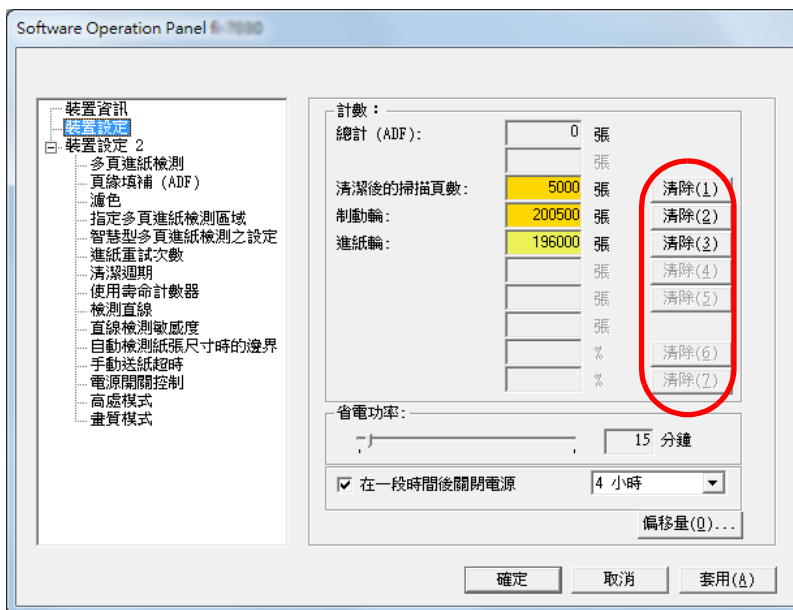 Software Operation Panel
裝置資訊
裝置設定
裝置設定 2
多頁進紙檢測
頁緣填補 (ADF)
濾色
指定多頁進紙檢測區域
智慧型多頁進紙檢測之設定
進紙重試次數
清潔週期
使用壽命計數器
檢測直線
直線檢測敏感度
自動檢測紙張尺寸時的邊界
手動送紙超時
電源開關控制
高處模式
畫質模式
計數：
總計 (ADF): 0 張
張
清潔後的掃描頁數: 5000 張 清除(1)
制動輪: 200500 張 清除(2)
進紙輪: 196000 張 清除(3)
張 清除(4)
張 清除(5)
張
% 清除(6)
% 清除(7)
省電功率:
15 分鐘
在一段時間後關閉電源 4 小時
偏移量(O)...
確定 取消 套用(A)